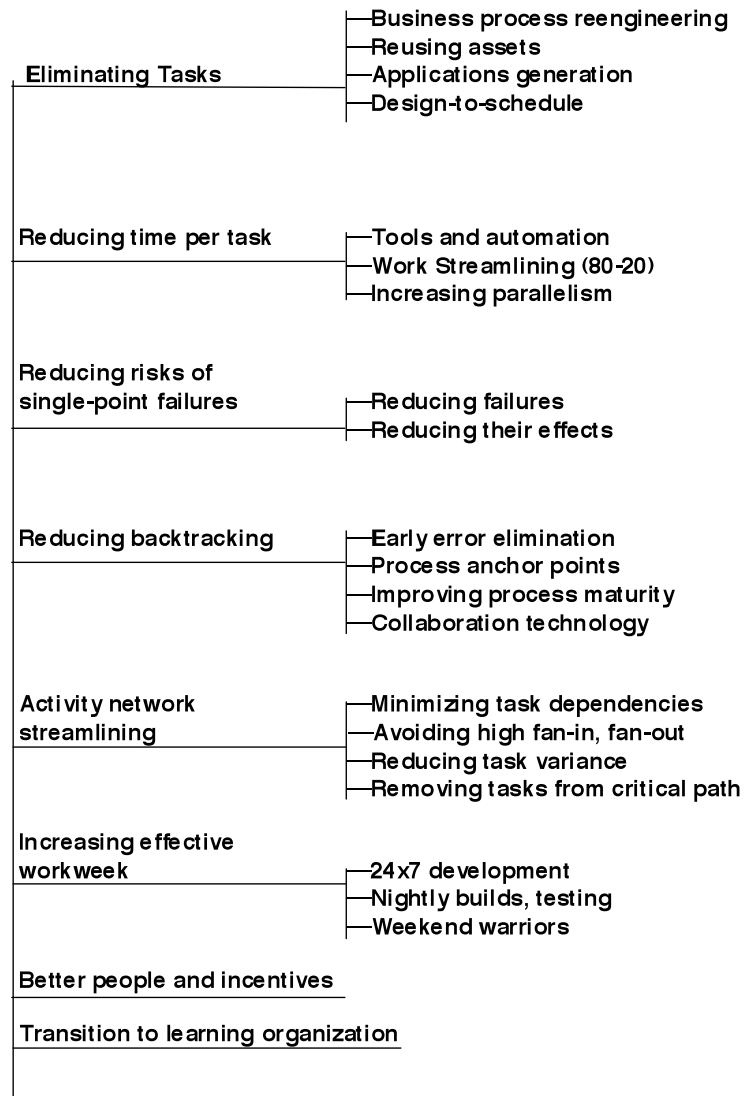 Eliminating Tasks
Business process reengineering
Reusing assets
Applications generation
Design-to-schedule
Reducing time per task
Tools and automation
Work Streamlining (80-20)
Increasing parallelism
Reducing risks of
single-point failures
Reducing failures
Reducing their effects
Reducing backtracking
Early error elimination
Process anchor points
Improving process maturity
Collaboration technology
Activity network
streamlining
Minimizing task dependencies
Avoiding high fan-in, fan-out
Reducing task variance
Removing tasks from critical path
Increasing effective
workweek
24x7 development
Nightly builds, testing
Weekend warriors
Better people and incentives
Transition to learning organization